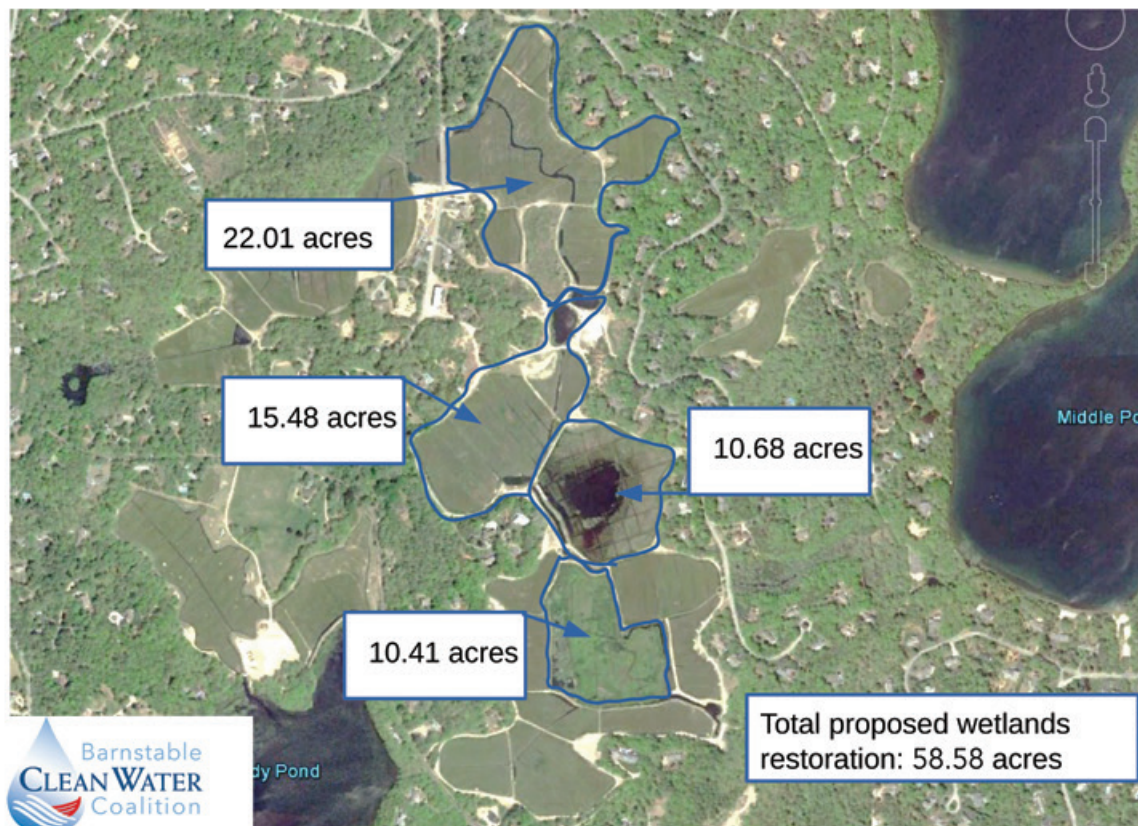 22.01 acres
15.48 acres
10.68 acres
Middle Po
10.41 acres
Total proposed wetlands
restoration: 58.58 acres
Barnstable
CLEAN WATER
Coalition
dy Pond